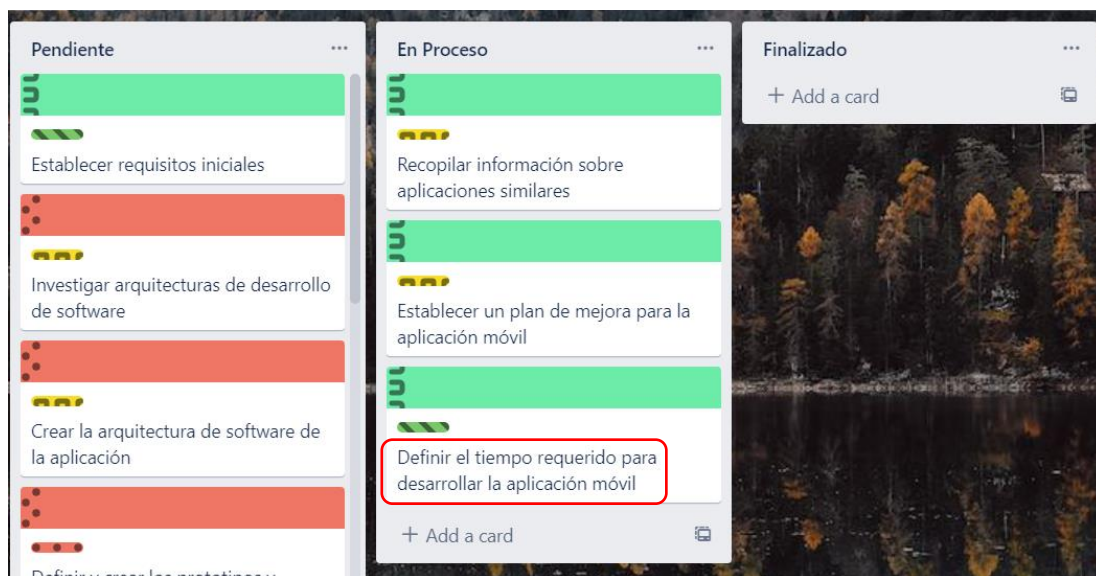 Pendiente
Establecer requisitos iniciales
Investigar arquitecturas de desarrollo
de software
Crear la arquitectura de software de
la aplicación
En Proceso
Recopilar información sobre
aplicaciones similares
Establecer un plan de mejora para la
aplicación móvil
Definir el tiempo requerido para
desarrollar la aplicación móvil
+ Add a card
Finalizado
+ Add a card